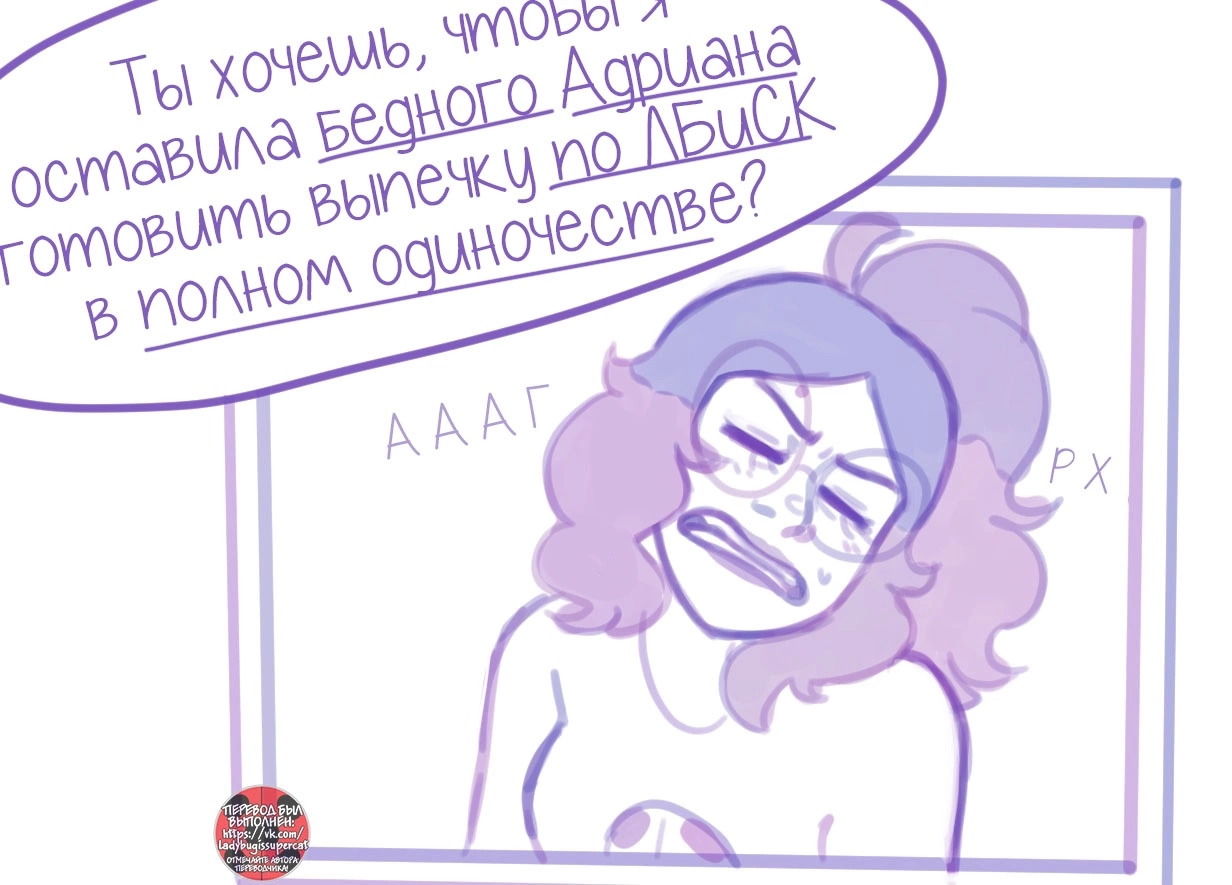 Ты хочешь, чтобы я
оставила бедного Адриана
готовить выпечку по ЛБиСК
в полном одиночестве?
АААГ
РХ
ПЕРЕВОД БЫЛ
ВЫПОЛНЕН:
https://vk.com/
ladybugissupercat
ОТМЕЧАЙТЕ АВТОРА
ПЕРЕВОДЧИКА!